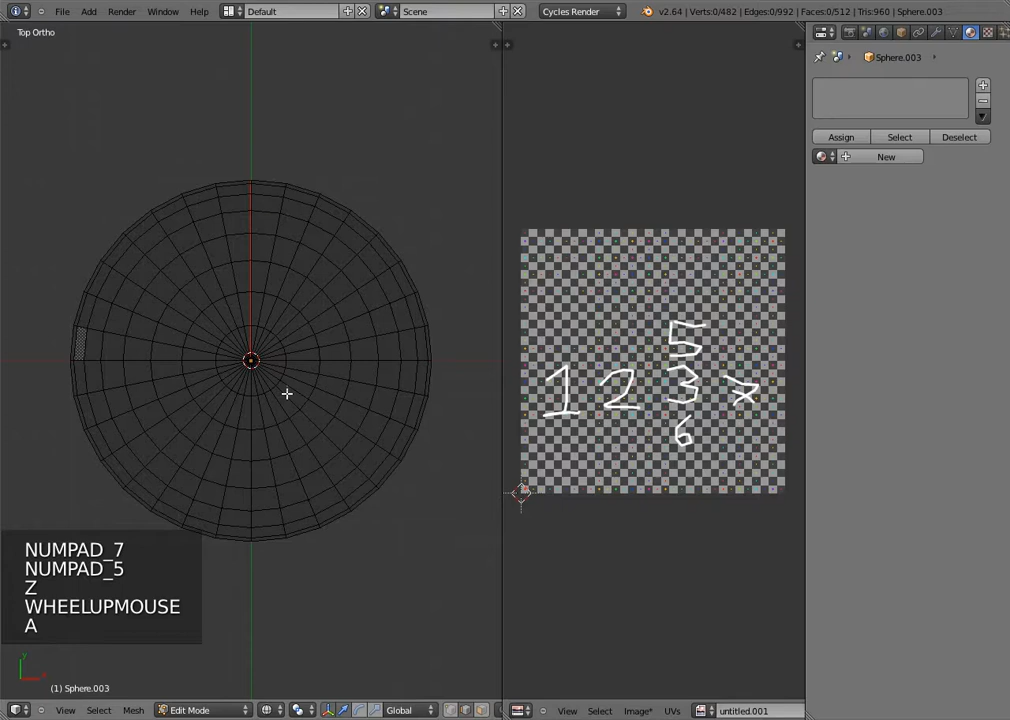 File Add Render Window Help Default Scene Cycles Render v2.64 | Verts:0/482 | Edges:0/992 | Faces:0/512 | Tris:960 | Sphere.003
Top Ortho
Sphere.003
Assign Select Deselect
New
5
1 2 3
6
NUMPAD_7
NUMPAD_5
Z
WHEELUPMOUSE
A
y
x
(1) Sphere.003
View Select Mesh Edit Mode Global View Select Image* UVs untitled.001